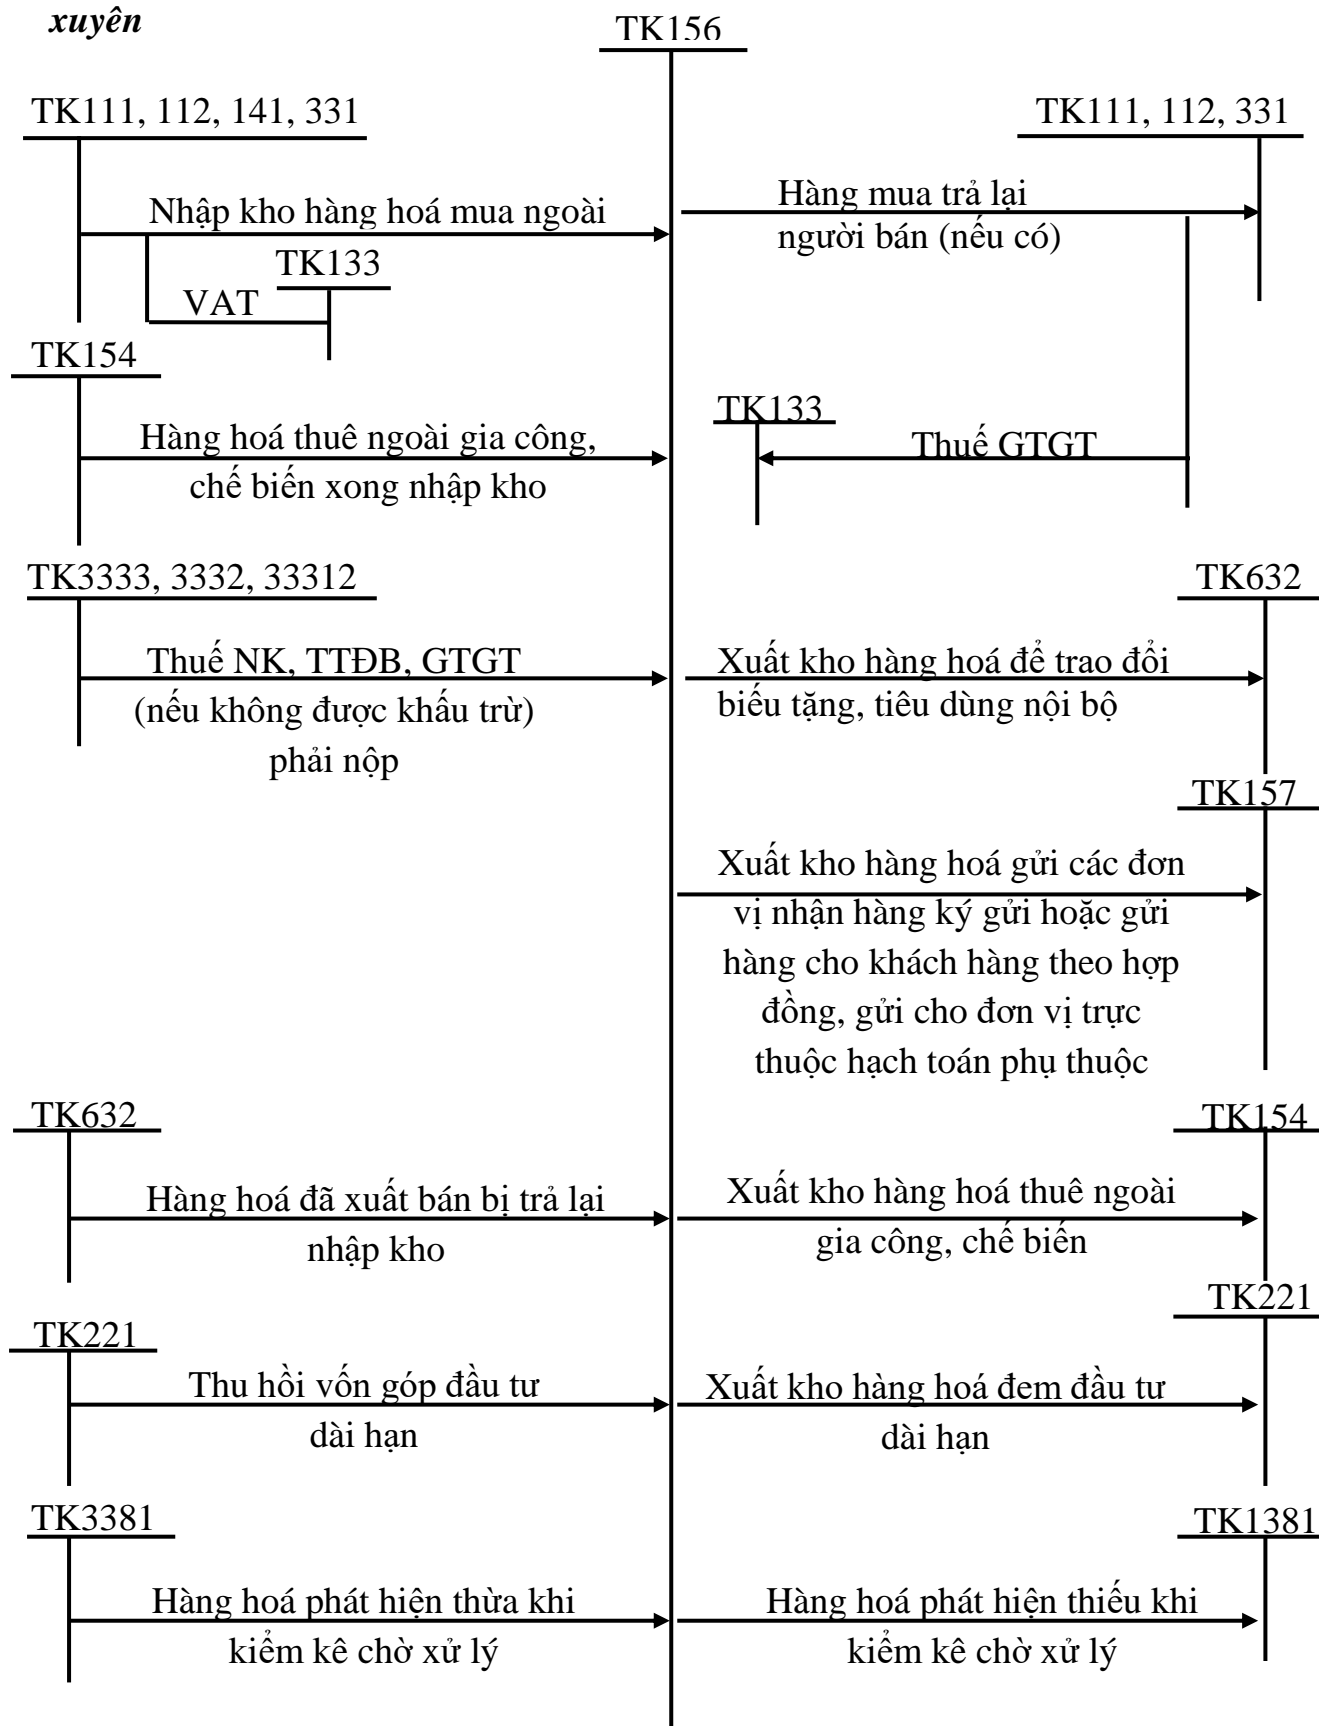 xuyên
TK156
TK111, 112, 141, 331
TK111, 112, 331
Nhập kho hàng hoá mua ngoài
Hàng mua trả lại
người bán (nếu có)
TK133
VAT
TK154
TK133
Hàng hoá thuê ngoài gia công,
chế biến xong nhập kho
Thuế GTGT
TK3333, 3332, 33312
TK632
Thuế NK, TTĐB, GTGT
(nếu không được khấu trừ)
phải nộp
Xuất kho hàng hoá để trao đổi
biếu tặng, tiêu dùng nội bộ
TK157
Xuất kho hàng hoá gửi các đơn
vị nhận hàng ký gửi hoặc gửi
hàng cho khách hàng theo hợp
đồng, gửi cho đơn vị trực
thuộc hạch toán phụ thuộc
TK632
TK154
Hàng hoá đã xuất bán bị trả lại
nhập kho
Xuất kho hàng hoá thuê ngoài
gia công, chế biến
TK221
TK221
Thu hồi vốn góp đầu tư
dài hạn
Xuất kho hàng hoá đem đầu tư
dài hạn
TK3381
TK1381
Hàng hoá phát hiện thừa khi
kiểm kê chờ xử lý
Hàng hoá phát hiện thiếu khi
kiểm kê chờ xử lý